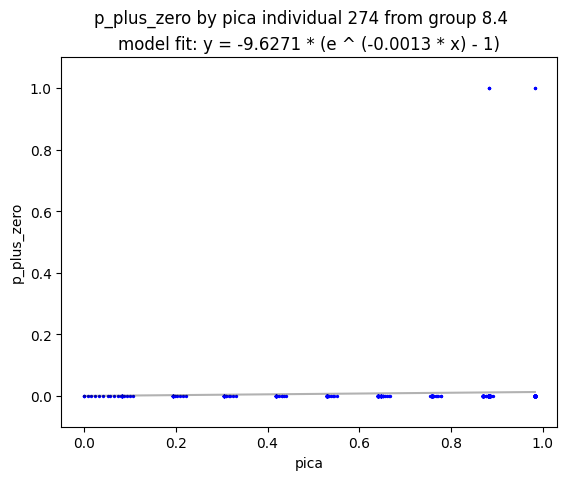 p_plus_zero by pica individual 274 from group 8.4
model fit: y = -9.6271 * (e ^ (-0.0013 * x) - 1)
1.0
0.8
0.6
0.4
0.2
0.0
p_plus_zero
0.0 0.2 0.4 0.6 0.8 1.0
pica